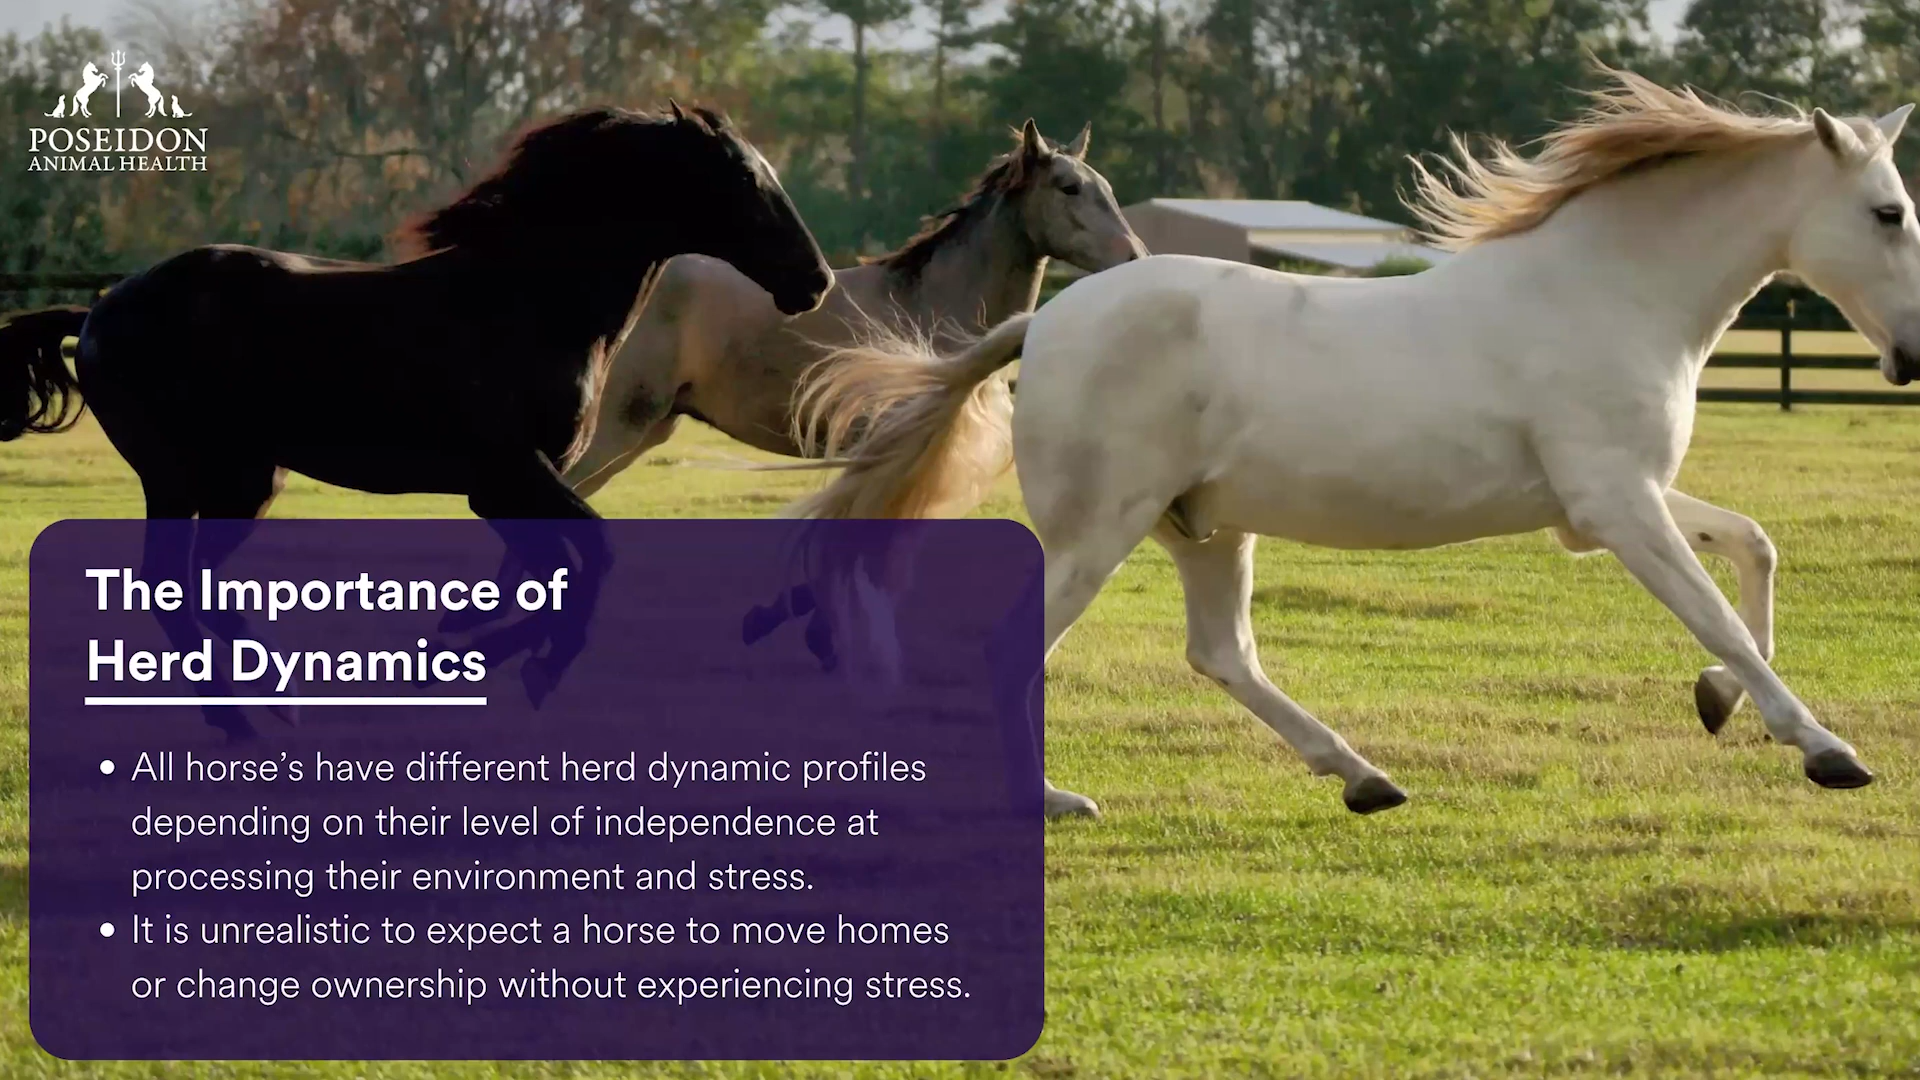 POSEIDON
ANIMAL HEALTH
The Importance of
Herd Dynamics
• All horse’s have different herd dynamic profiles
depending on their level of independence at
processing their environment and stress.
• It is unrealistic to expect a horse to move homes
or change ownership without experiencing stress.